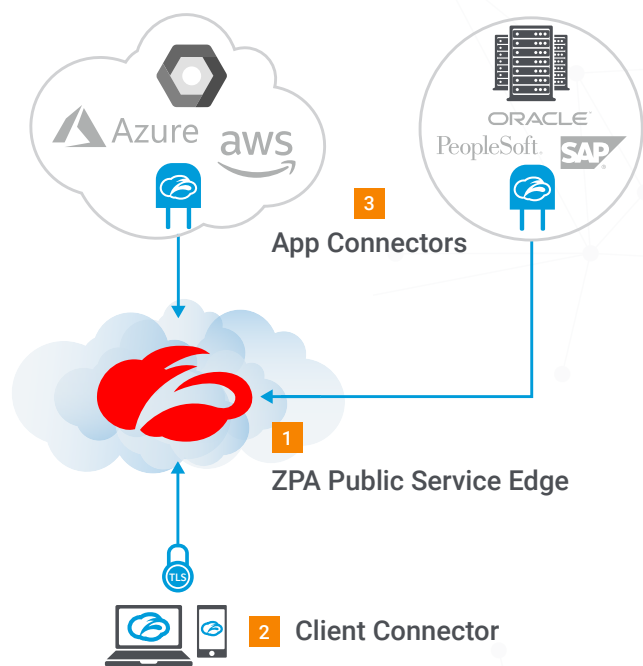 Azure
aws
ORACLE
PeopleSoft
SAP
3
App Connectors
1
ZPA Public Service Edge
TLS
2 Client Connector